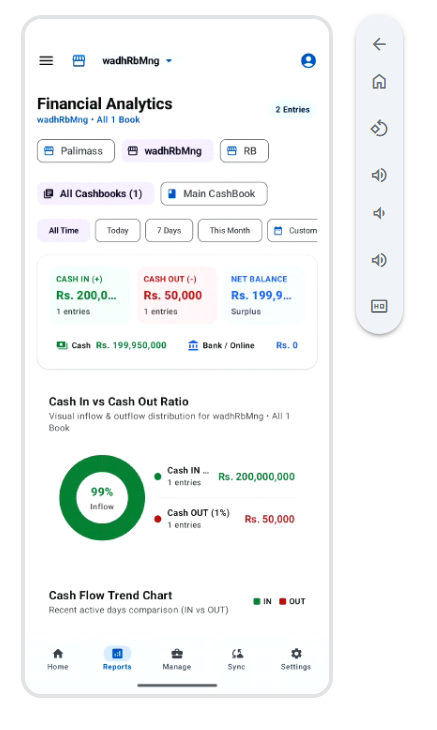 wadhRbMng
Financial Analytics
wadhRbMng • All 1 Book
2 Entries
Palimass
wadhRbMng
RB
All Cashbooks (1)
Main CashBook
All Time
Today
7 Days
This Month
Custom
CASH IN (+)
CASH OUT (-)
NET BALANCE
Rs. 200,0...
Rs. 50,000
Rs. 199,9...
1 entries
1 entries
Surplus
Cash Rs. 199,950,000
Bank / Online Rs. 0
Cash In vs Cash Out Ratio
Visual inflow & outflow distribution for wadhRbMng • All 1
Book
99%
Inflow
Cash IN ...
1 entries
Rs. 200,000,000
Cash OUT (1%)
1 entries
Rs. 50,000
Cash Flow Trend Chart
Recent active days comparison (IN vs OUT)
IN OUT
Home
Reports
Manage
Sync
Settings
HD